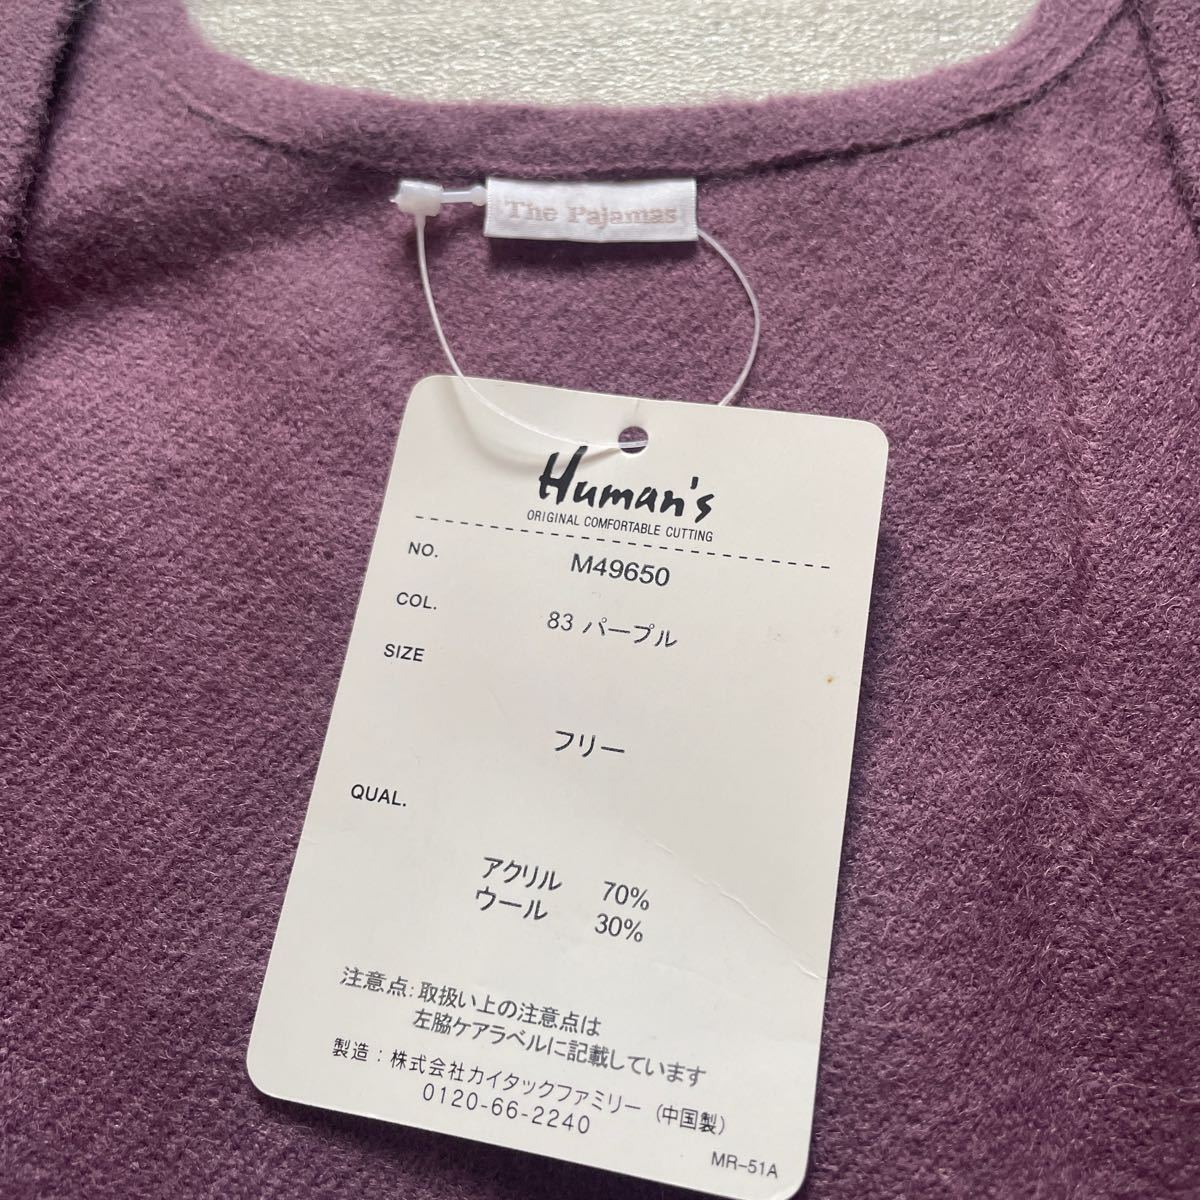 The Pajamas
Human's
ORIGINAL COMFORTABLE CUTTING
NO. M49650
COL. 83 パープル
SIZE
フリー
QUAL.
アクリル 70%
ウール 30%
注意点:取扱い上の注意点は
左脇ケアラベルに記載しています
製造:株式会社カイタックファミリー (中国製)
0120-66-2240
MR-51A